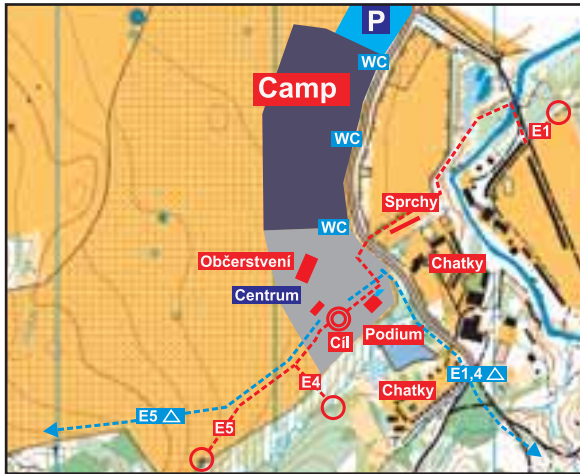 P
WC
Camp
WC
E1
Sprchy
WC
Občerstvení
Chatky
Centrum
Podium
Cíl
E4
E1,4
Chatky
E5
E5